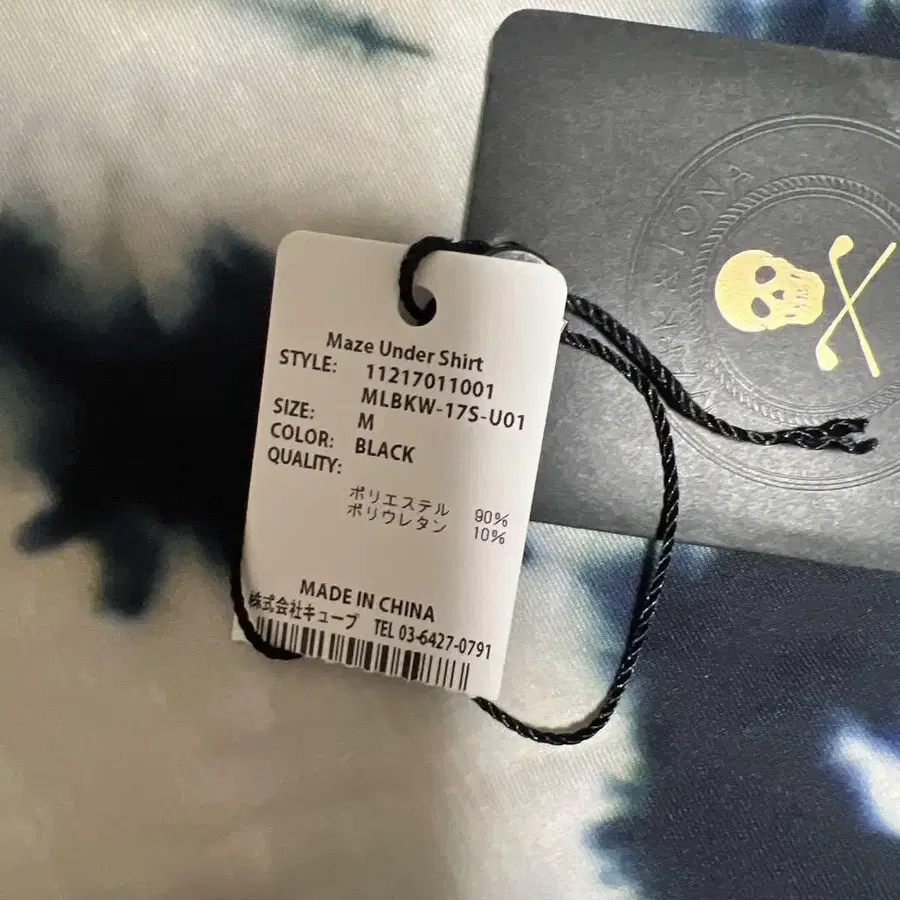 Maze Under Shirt
STYLE: 11217011001
MLBKW-17S-U01
SIZE: M
COLOR: BLACK
QUALITY:
ポリエステル 90%
ポリウレタン 10%
MADE IN CHINA
株式会社キューブ TEL 03-6427-0791
& IONA